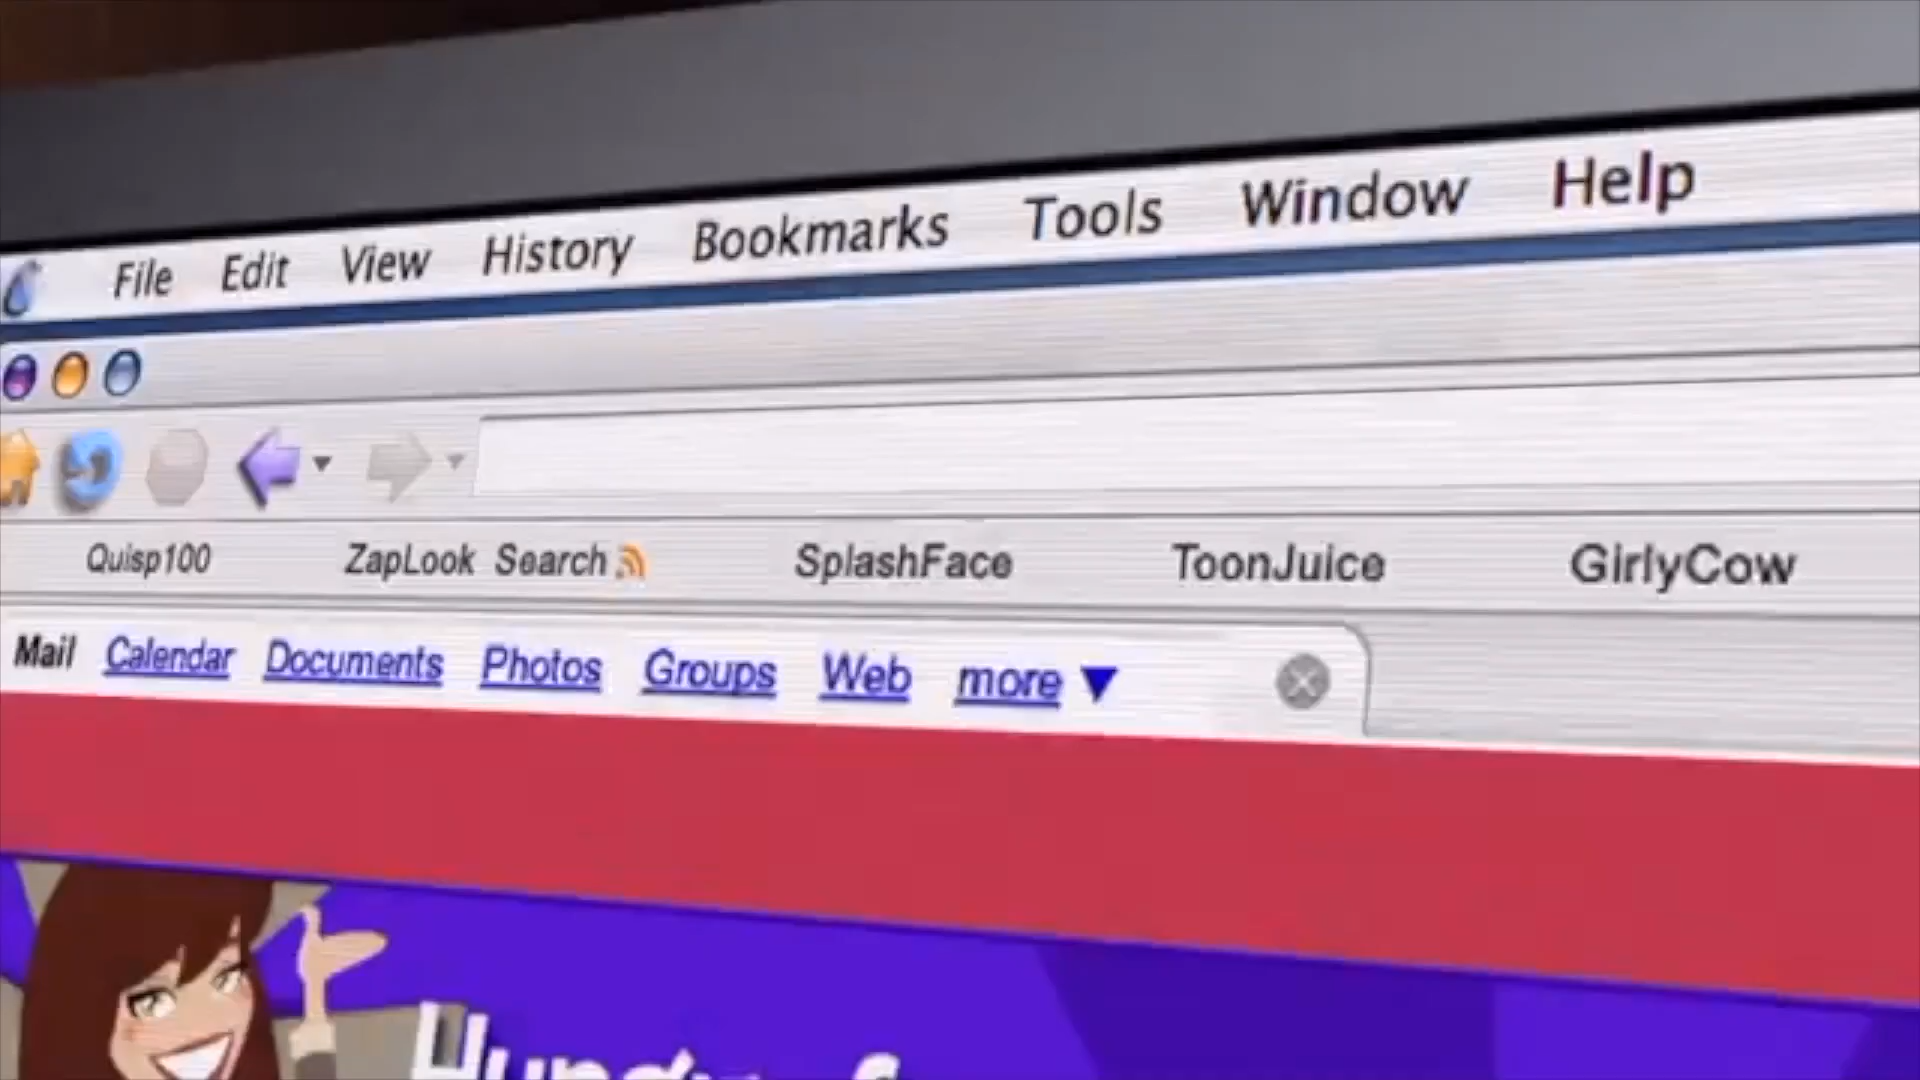 File Edit View History Bookmarks Tools Window Help
Quisp100 ZapLook Search SplashFace ToonJuice GirlyCow
Mail Calendar Documents Photos Groups Web more
Hungry f